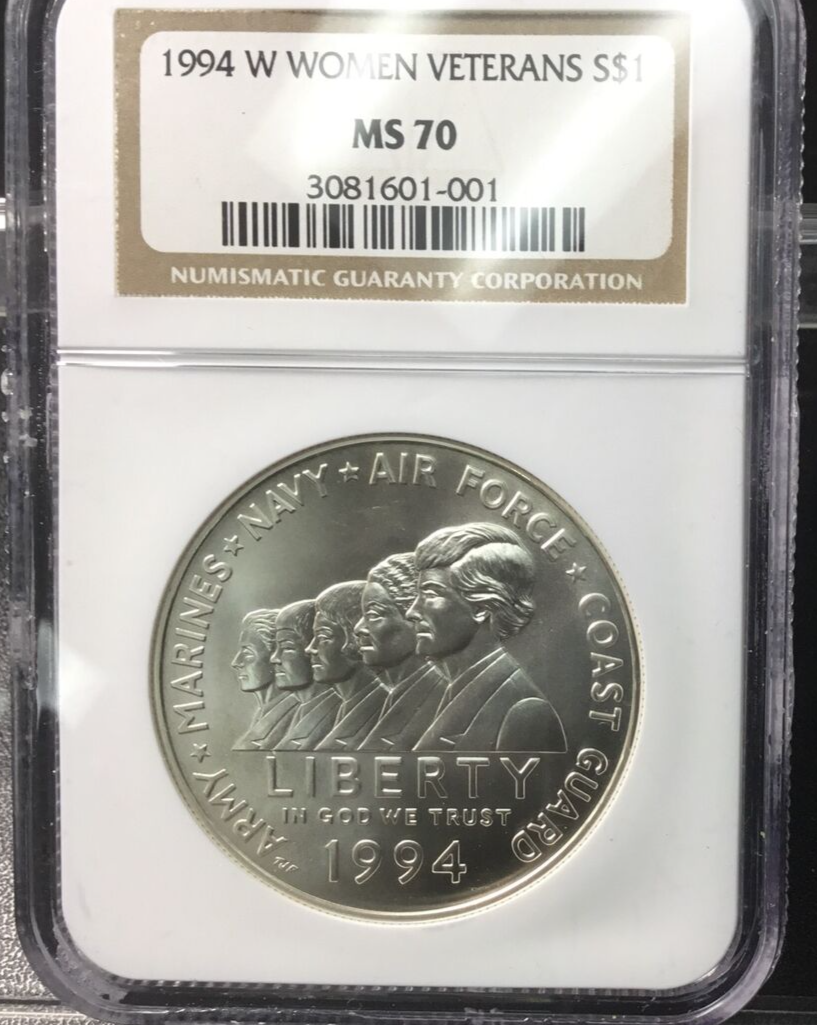 1994 W WOMEN VETERANS S$1
MS 70
3081601-001
NUMISMATIC GUARANTY CORPORATION
ARMY ★ MARINES ★ NAVY ★ AIR FORCE ★ COAST GUARD
LIBERTY
IN GOD WE TRUST
1994